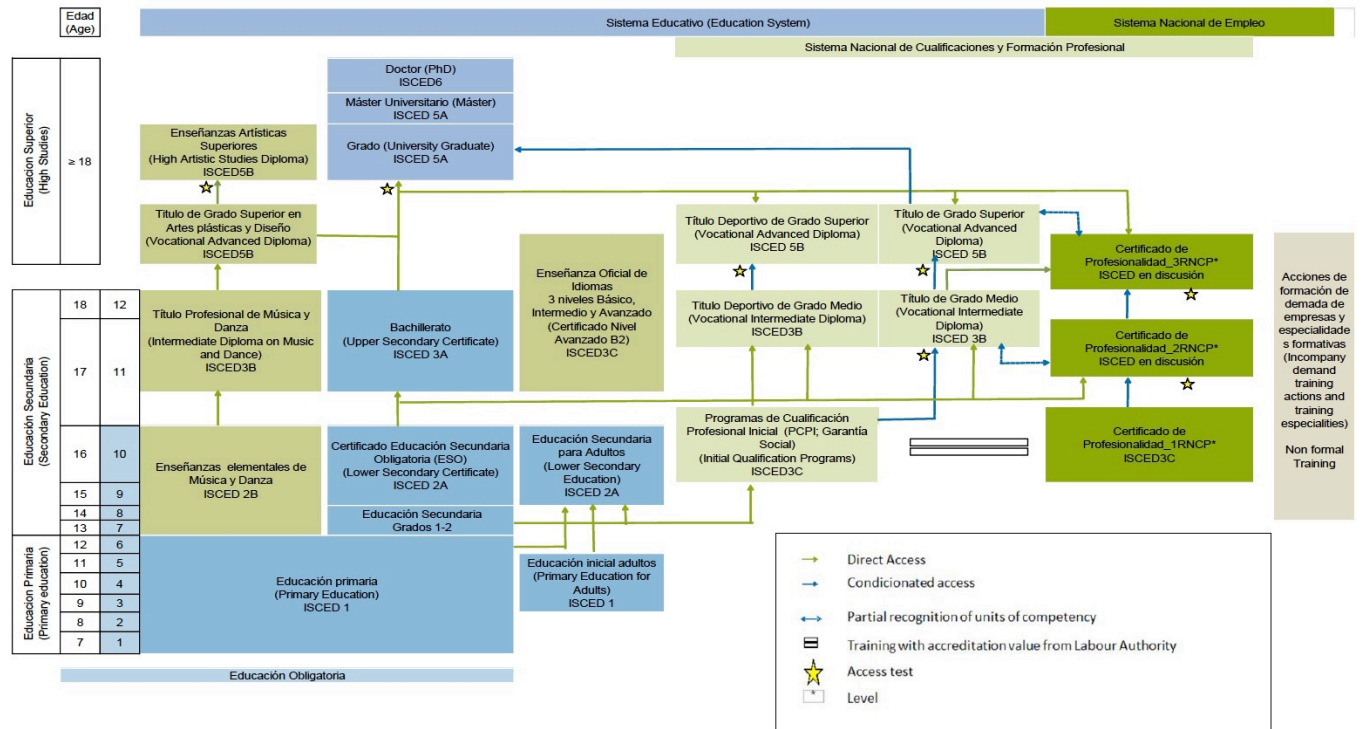 Edad
(Age)
Sistema Educativo (Education System)
Sistema Nacional de Empleo
Sistema Nacional de Cualificaciones y Formación Profesional
Educacion Superior
(High Studies)
≥ 18
Doctor (PhD)
ISCED6
Máster Universitario (Máster)
ISCED 5A
Grado (University Graduate)
ISCED 5A
Enseñanzas Artísticas
Superiores
(High Artistic Studies Diploma)
ISCED5B
Título de Grado Superior en
Artes plásticas y Diseño
(Vocational Advanced Diploma)
ISCED5B
Título Deportivo de Grado Superior
(Vocational Advanced Diploma)
ISCED 5B
Título de Grado Superior
(Vocational Advanced
Diploma)
ISCED 5B
Certificado de
Profesionalidad_3RNCP*
ISCED en discusión
Enseñanza Oficial de
Idiomas
3 niveles Básico,
Intermedio y Avanzado
(Certificado Nivel
Avanzado B2)
ISCED3C
Acciones de
formación de
demada de
empresas y
especialidade
s formativas
(Incompany
demand
training
actions and
training
especialities)
Non formal
Training
Educación Secundaria
(Secondary Education)
18 12
17 11
16 10
15 9
14 8
13 7
Título Profesional de Música y
Danza
(Intermediate Diploma on Music
and Dance)
ISCED3B
Bachillerato
(Upper Secondary Certificate)
ISCED 3A
Título Deportivo de Grado Medio
(Vocational Intermediate Diploma)
ISCED3B
Título de Grado Medio
(Vocational Intermediate
Diploma)
ISCED 3B
Certificado de
Profesionalidad_2RNCP*
ISCED en discusión
Enseñanzas elementales de
Música y Danza
ISCED 2B
Certificado Educación Secundaria
Obligatoria (ESO)
(Lower Secondary Certificate)
ISCED 2A
Educación Secundaria
Grados 1-2
Educación Secundaria
para Adultos
(Lower Secondary
Education)
ISCED 2A
Programas de Cualificación
Profesional Inicial (PCPI; Garantía
Social)
(Initial Qualification Programs)
ISCED3C
Certificado de
Profesionalidad_1RNCP*
ISCED3C
Educacion Primaria
(Primary education)
12 6
11 5
10 4
9 3
8 2
7 1
Educación primaria
(Primary Education)
ISCED 1
Educación inicial adultos
(Primary Education for
Adults)
ISCED 1
Educación Obligatoria
Direct Access
Condicionated access
Partial recognition of units of competency
Training with accreditation value from Labour Authority
Access test
* Level